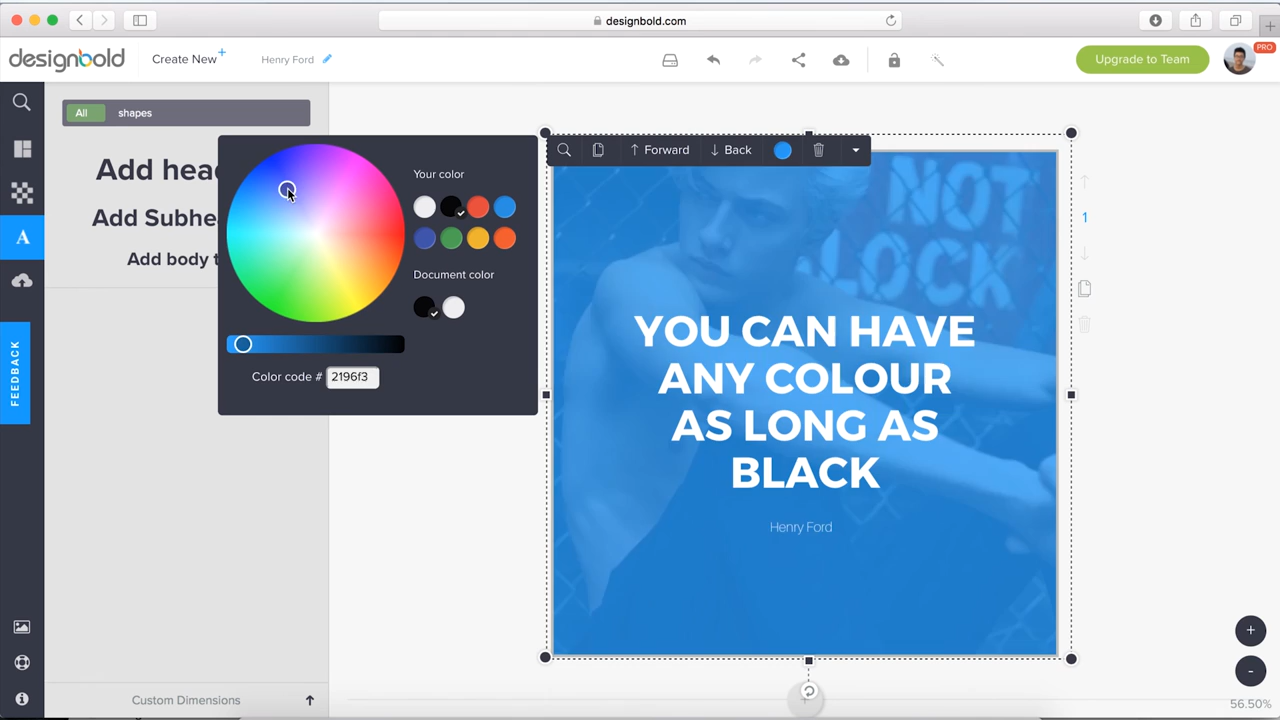 designbold.com
designbold
Create New+
Henry Ford
Upgrade to Team
PRO
All
shapes
Add hea
Add Subhe
Add body t
A
FEEDBACK
Your color
Document color
Color code #
2196f3
Forward
Back
NOT
LOCK
YOU CAN HAVE
ANY COLOUR
AS LONG AS
BLACK
Henry Ford
1
Custom Dimensions
+
-
56.50%